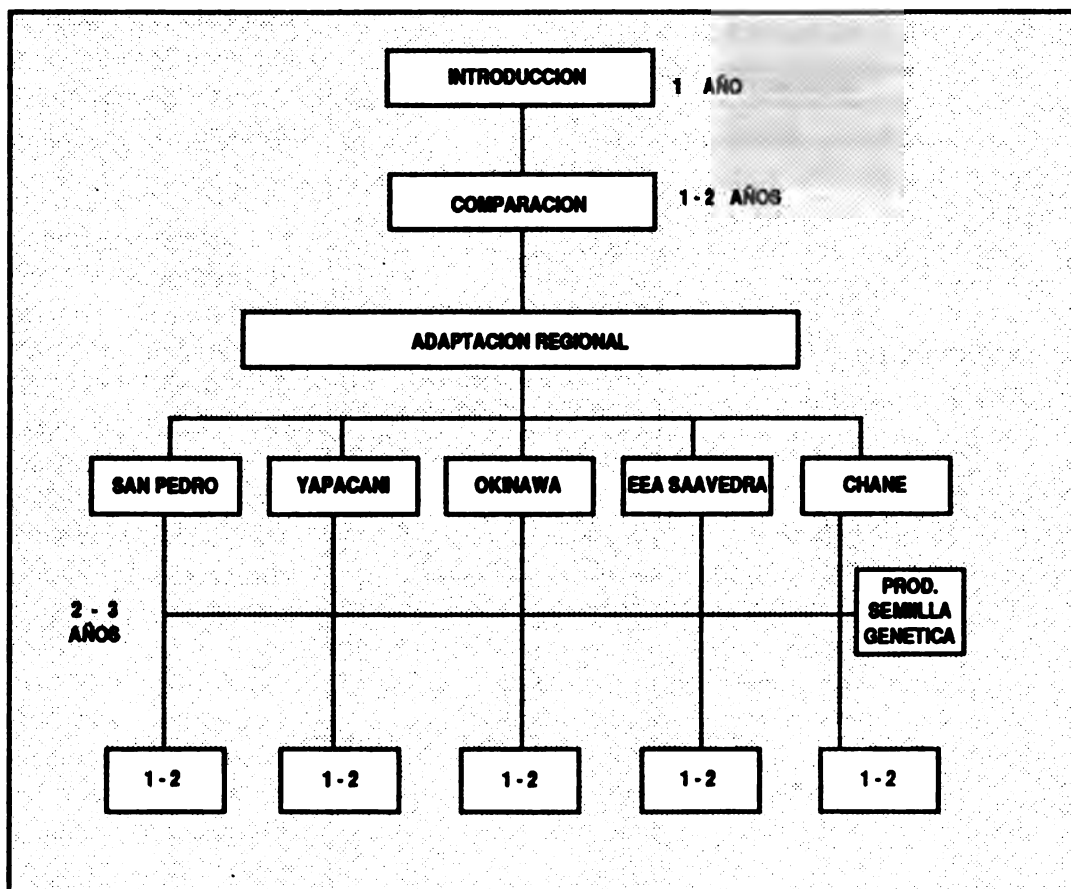 INTRODUCCION
1 AÑO
COMPARACION
1-2 AÑOS
ADAPTACION REGIONAL
SAN PEDRO
YAPACANI
OKINAWA
EEA SAAVEDRA
CHANE
2 - 3
AÑOS
PROD.
SEMILLA
GENETICA
1-2
1-2
1-2
1-2
1-2